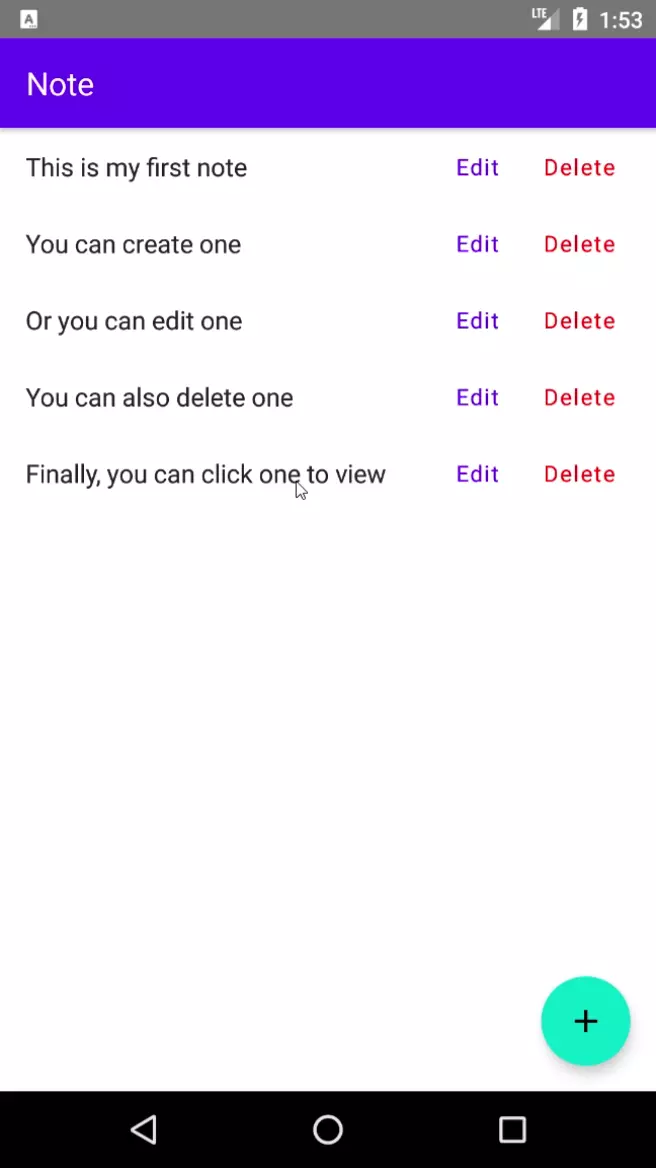 LTE 1:53
Note
This is my first note Edit Delete
You can create one Edit Delete
Or you can edit one Edit Delete
You can also delete one Edit Delete
Finally, you can click one to view Edit Delete